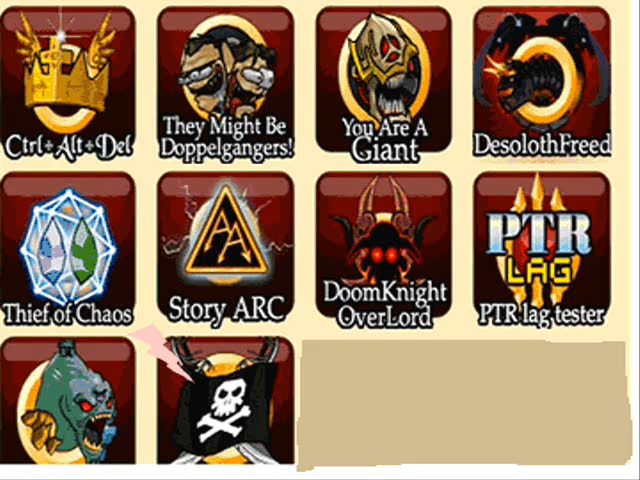 Ctrl+Alt+Del
They Might Be
Doppelgangers!
You Are A
Giant
DesolothFreed
Thief of Chaos
AA
Story ARC
DoomKnight
OverLord
PTR
LAG
PTR lag tester